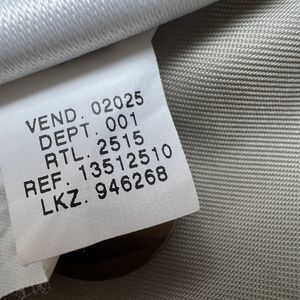 VEND. 02025
DEPT. 001
RTL. 2515
REF. 13512510
LKZ. 946268